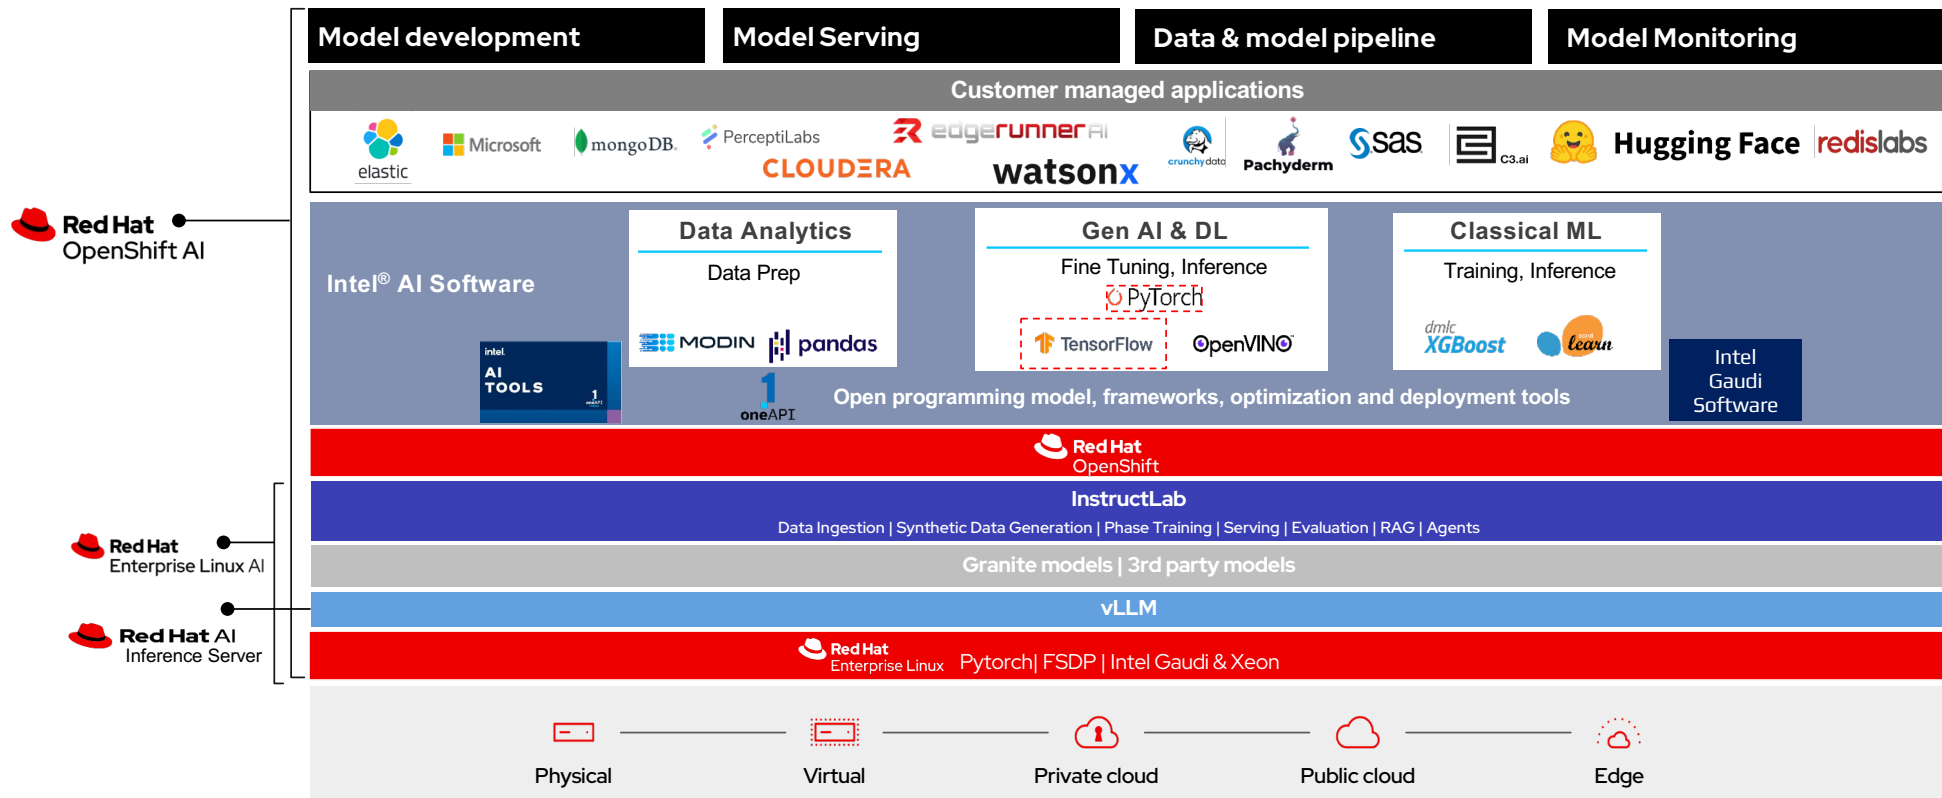 Model development
Model Serving
Data & model pipeline
Model Monitoring
Customer managed applications
elastic
Microsoft
mongoDB.
PerceptiLabs
CLOUDERA
edgerunner AI
watsonx
crunchydata
Pachyderm
sas
C3.ai
Hugging Face
redislabs
Red Hat
OpenShift AI
Intel® AI Software
intel.
AI
TOOLS
1
oneAPI
Data Analytics
Data Prep
MODIN
pandas
Gen AI & DL
Fine Tuning, Inference
PyTorch
TensorFlow
OpenVINO
Classical ML
Training, Inference
dmlc
XGBoost
learn
1
oneAPI
Open programming model, frameworks, optimization and deployment tools
Intel
Gaudi
Software
Red Hat
OpenShift
InstructLab
Data Ingestion | Synthetic Data Generation | Phase Training | Serving | Evaluation | RAG | Agents
Red Hat
Enterprise Linux AI
Granite models | 3rd party models
vLLM
Red Hat AI
Inference Server
Red Hat
Enterprise Linux
Pytorch| FSDP | Intel Gaudi & Xeon
Physical
Virtual
Private cloud
Public cloud
Edge